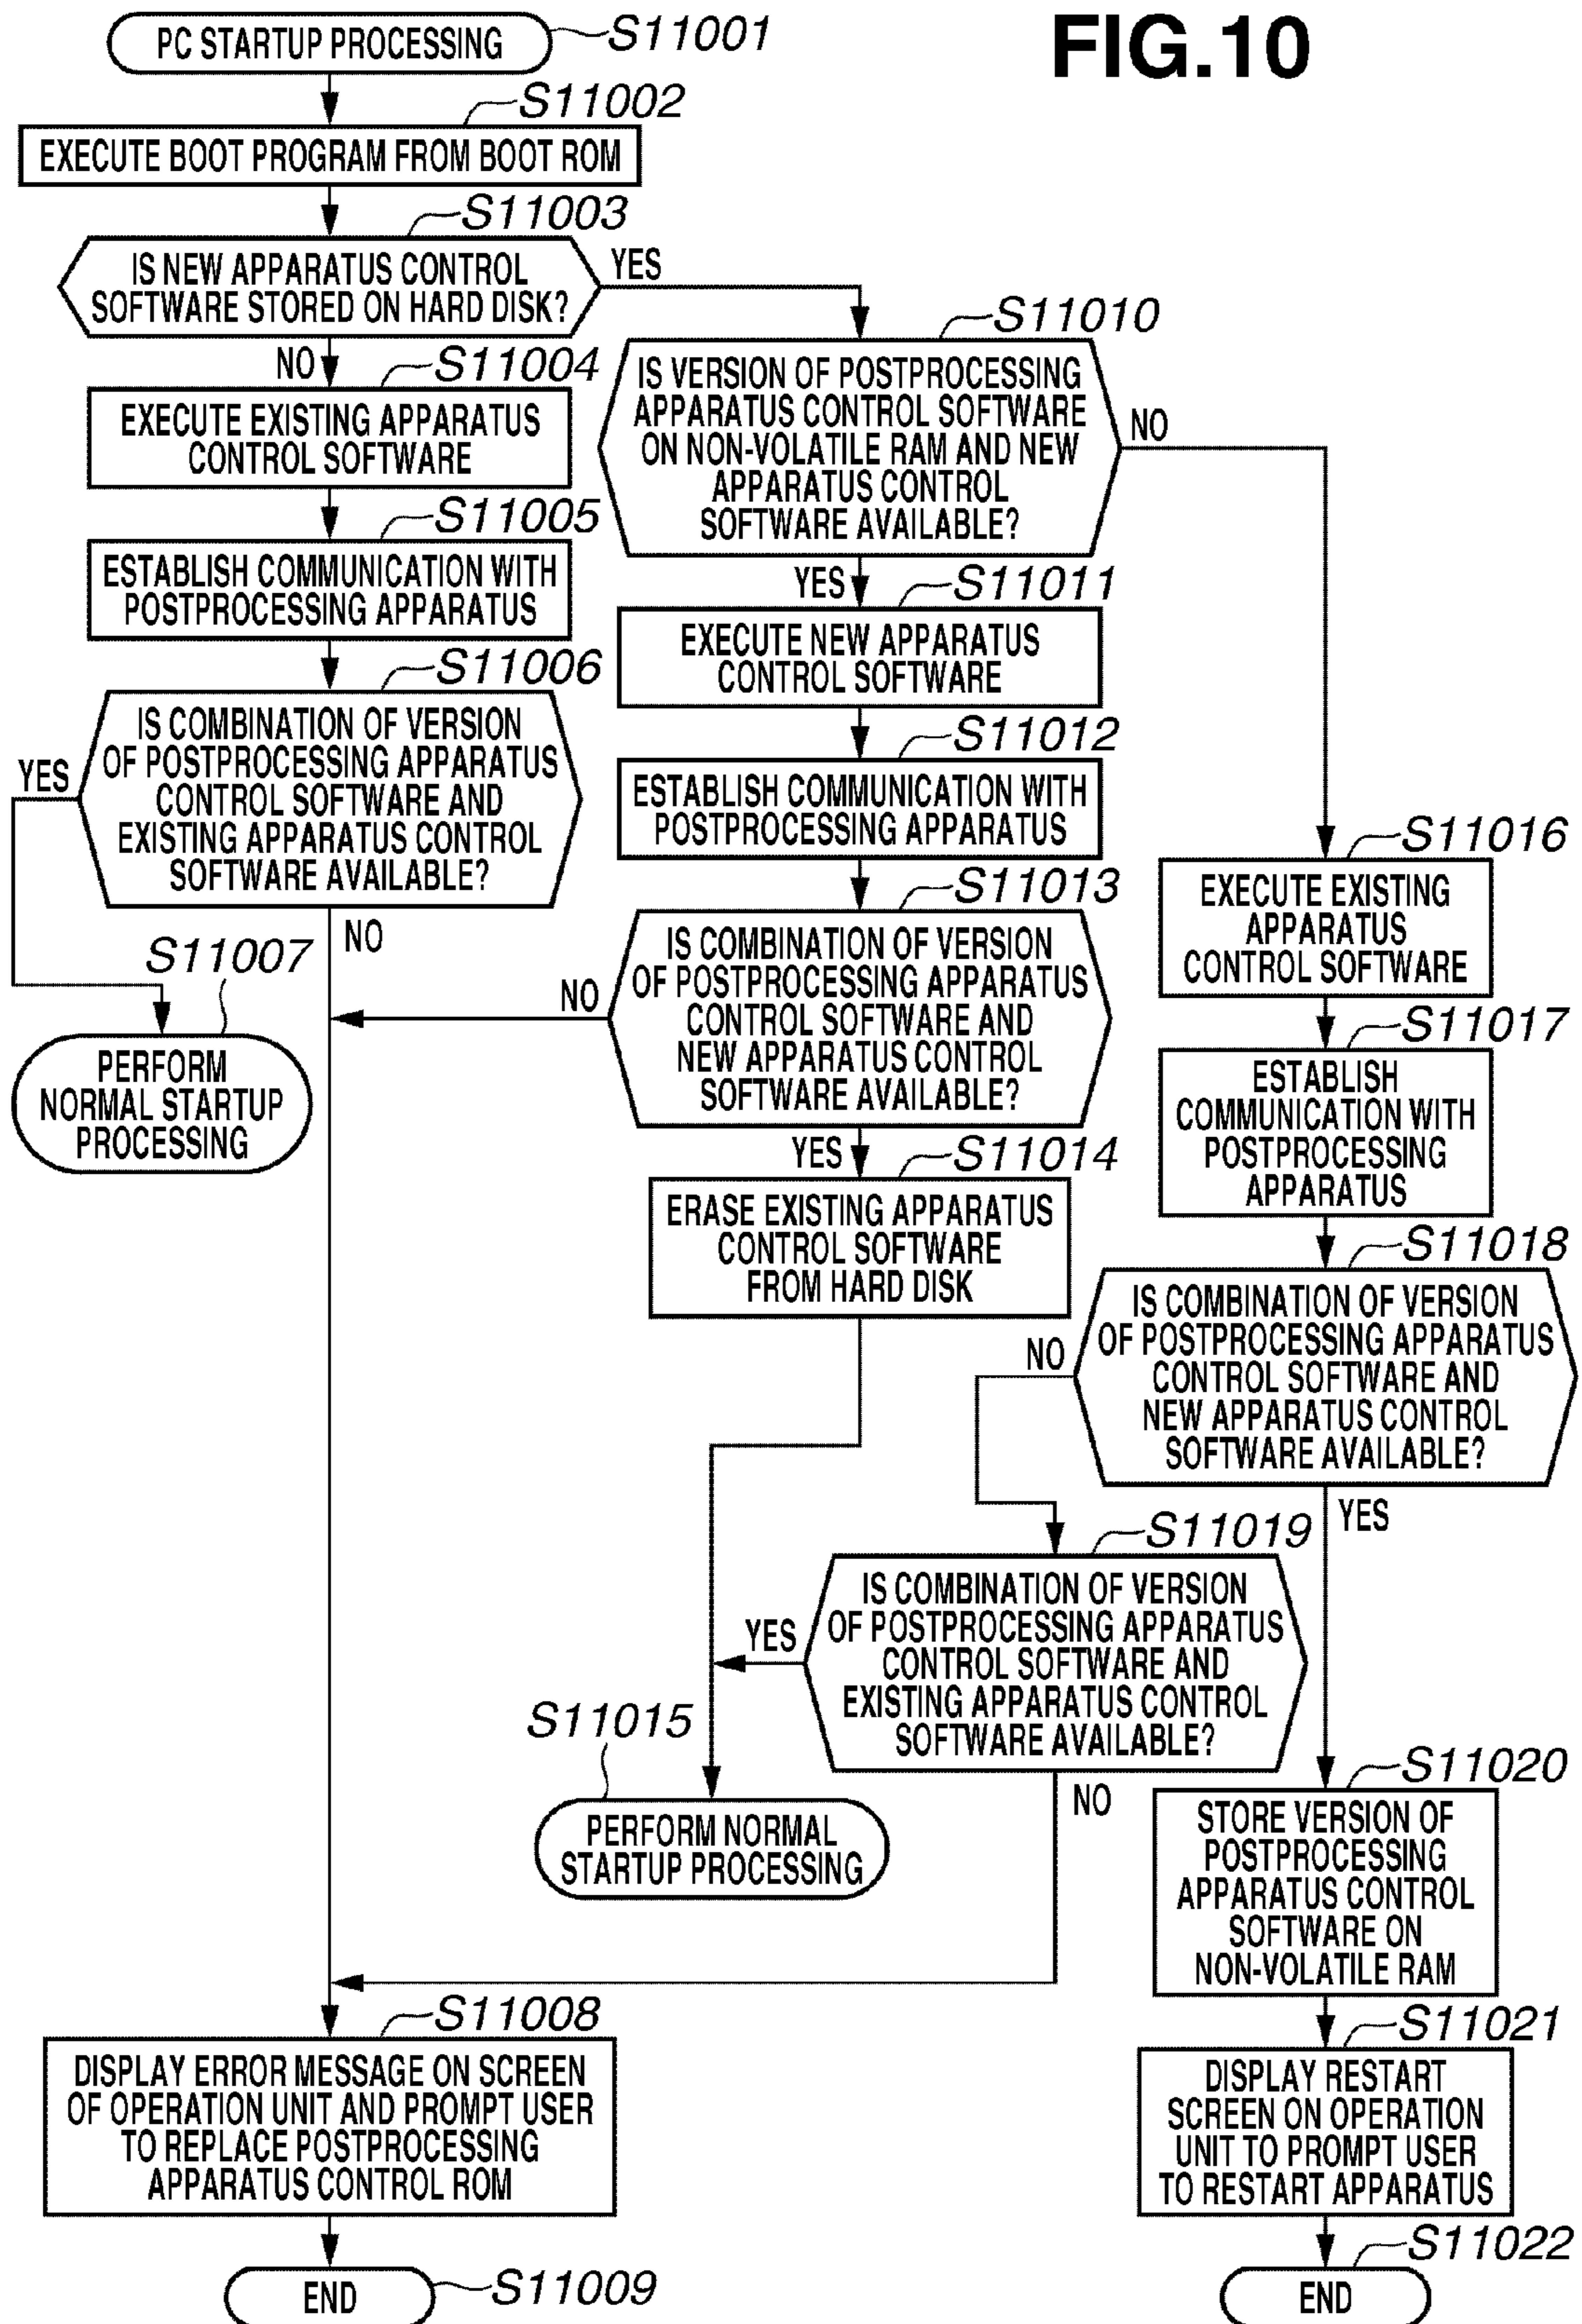 FIG.10
PC STARTUP PROCESSING
S11001
S11002
EXECUTE BOOT PROGRAM FROM BOOT ROM
S11003
IS NEW APPARATUS CONTROL
SOFTWARE STORED ON HARD DISK?
YES
NO
S11004
EXECUTE EXISTING APPARATUS
CONTROL SOFTWARE
S11005
ESTABLISH COMMUNICATION WITH
POSTPROCESSING APPARATUS
S11006
IS COMBINATION OF VERSION
OF POSTPROCESSING APPARATUS
CONTROL SOFTWARE AND
EXISTING APPARATUS CONTROL
SOFTWARE AVAILABLE?
YES
NO
S11007
PERFORM
NORMAL STARTUP
PROCESSING
S11010
IS VERSION OF POSTPROCESSING
APPARATUS CONTROL SOFTWARE
ON NON-VOLATILE RAM AND NEW
APPARATUS CONTROL
SOFTWARE AVAILABLE?
NO
YES
S11011
EXECUTE NEW APPARATUS
CONTROL SOFTWARE
S11012
ESTABLISH COMMUNICATION WITH
POSTPROCESSING APPARATUS
S11013
IS COMBINATION OF VERSION
OF POSTPROCESSING APPARATUS
CONTROL SOFTWARE AND
NEW APPARATUS CONTROL
SOFTWARE AVAILABLE?
NO
YES
S11014
ERASE EXISTING APPARATUS
CONTROL SOFTWARE
FROM HARD DISK
S11016
EXECUTE EXISTING
APPARATUS
CONTROL SOFTWARE
S11017
ESTABLISH
COMMUNICATION WITH
POSTPROCESSING
APPARATUS
S11018
IS COMBINATION OF VERSION
OF POSTPROCESSING APPARATUS
CONTROL SOFTWARE AND
NEW APPARATUS CONTROL
SOFTWARE AVAILABLE?
NO
YES
S11019
IS COMBINATION OF VERSION
OF POSTPROCESSING APPARATUS
CONTROL SOFTWARE AND
EXISTING APPARATUS CONTROL
SOFTWARE AVAILABLE?
YES
NO
S11015
PERFORM NORMAL
STARTUP PROCESSING
S11020
STORE VERSION OF
POSTPROCESSING
APPARATUS CONTROL
SOFTWARE ON
NON-VOLATILE RAM
S11008
DISPLAY ERROR MESSAGE ON SCREEN
OF OPERATION UNIT AND PROMPT USER
TO REPLACE POSTPROCESSING
APPARATUS CONTROL ROM
S11021
DISPLAY RESTART
SCREEN ON OPERATION
UNIT TO PROMPT USER
TO RESTART APPARATUS
END
S11009
S11022
END